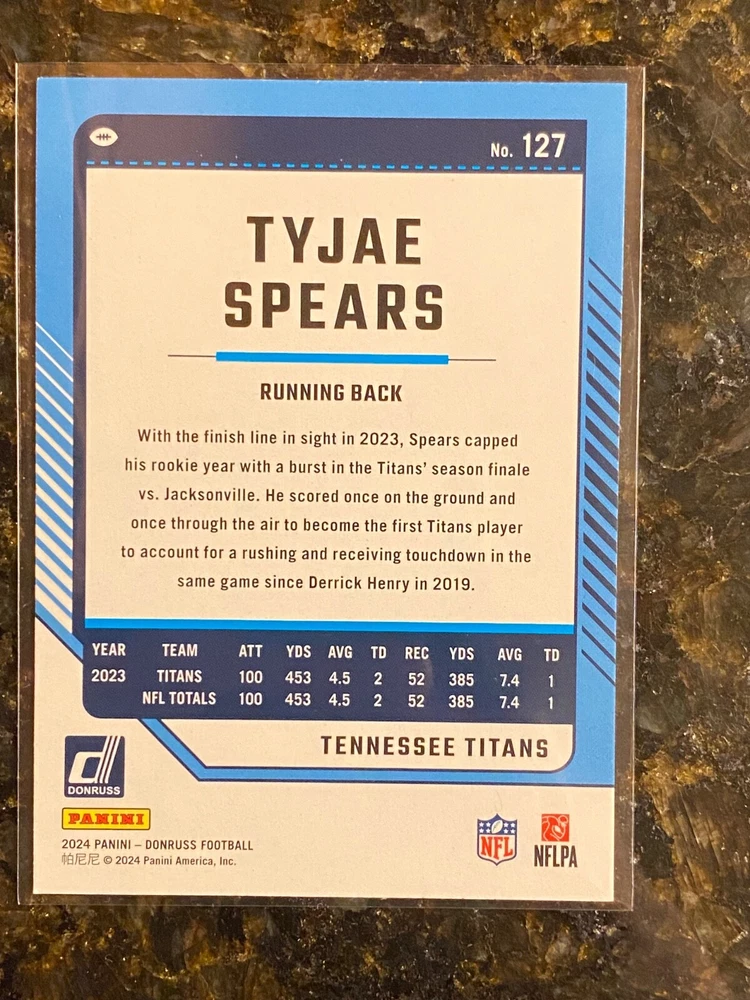 No. 127
TYJAE
SPEARS
RUNNING BACK
With the finish line in sight in 2023, Spears capped
his rookie year with a burst in the Titans' season finale
vs. Jacksonville. He scored once on the ground and
once through the air to become the first Titans player
to account for a rushing and receiving touchdown in the
same game since Derrick Henry in 2019.
YEAR TEAM ATT YDS AVG TD REC YDS AVG TD
2023 TITANS 100 453 4.5 2 52 385 7.4 1
NFL TOTALS 100 453 4.5 2 52 385 7.4 1
TENNESSEE TITANS
d
DONRUSS
PANINI
2024 PANINI – DONRUSS FOOTBALL
帕尼尼 © 2024 Panini America, Inc.
NFL
NFLPA